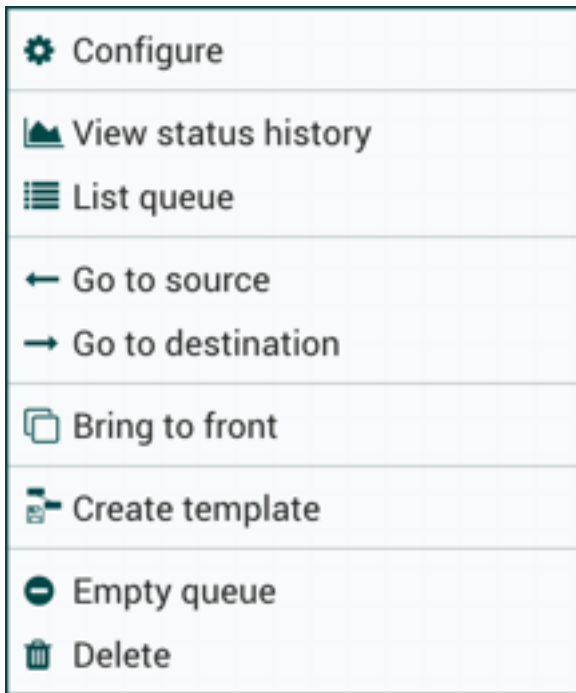 Configure
View status history
List queue
Go to source
Go to destination
Bring to front
Create template
Empty queue
Delete